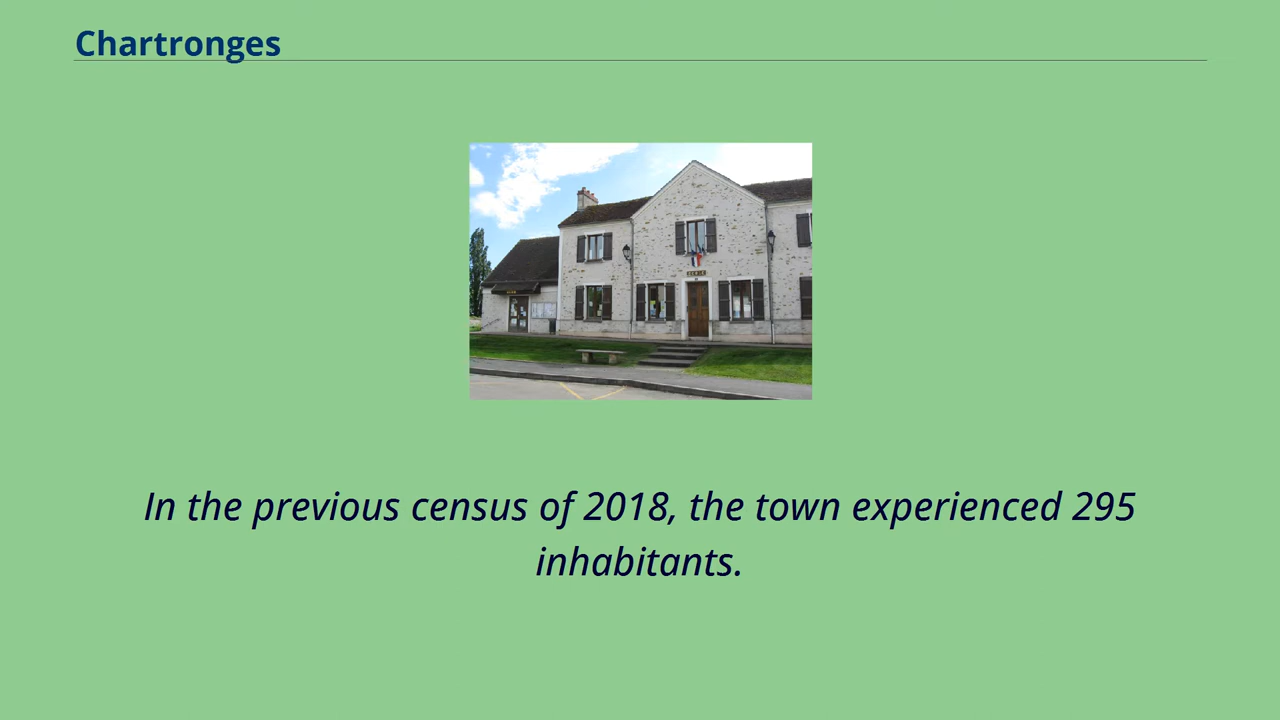 Chartronges
In the previous census of 2018, the town experienced 295
inhabitants.